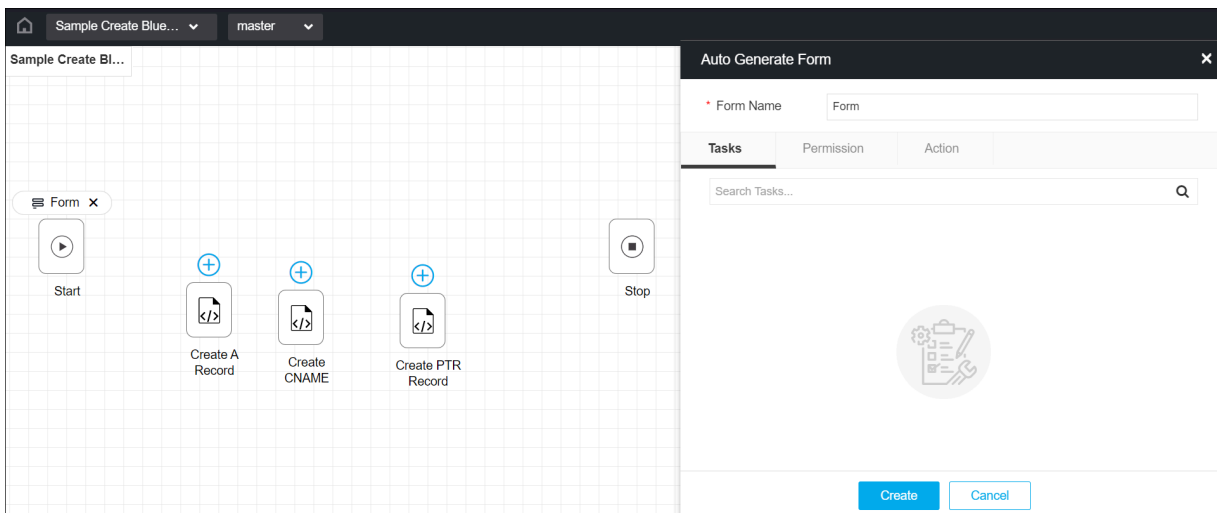 Sample Create Blue... master
Sample Create Bl...
Auto Generate Form
* Form Name Form
Tasks Permission Action
Search Tasks...
Form
Start
Stop
Create A
Record
Create
CNAME
Create PTR
Record
Create Cancel